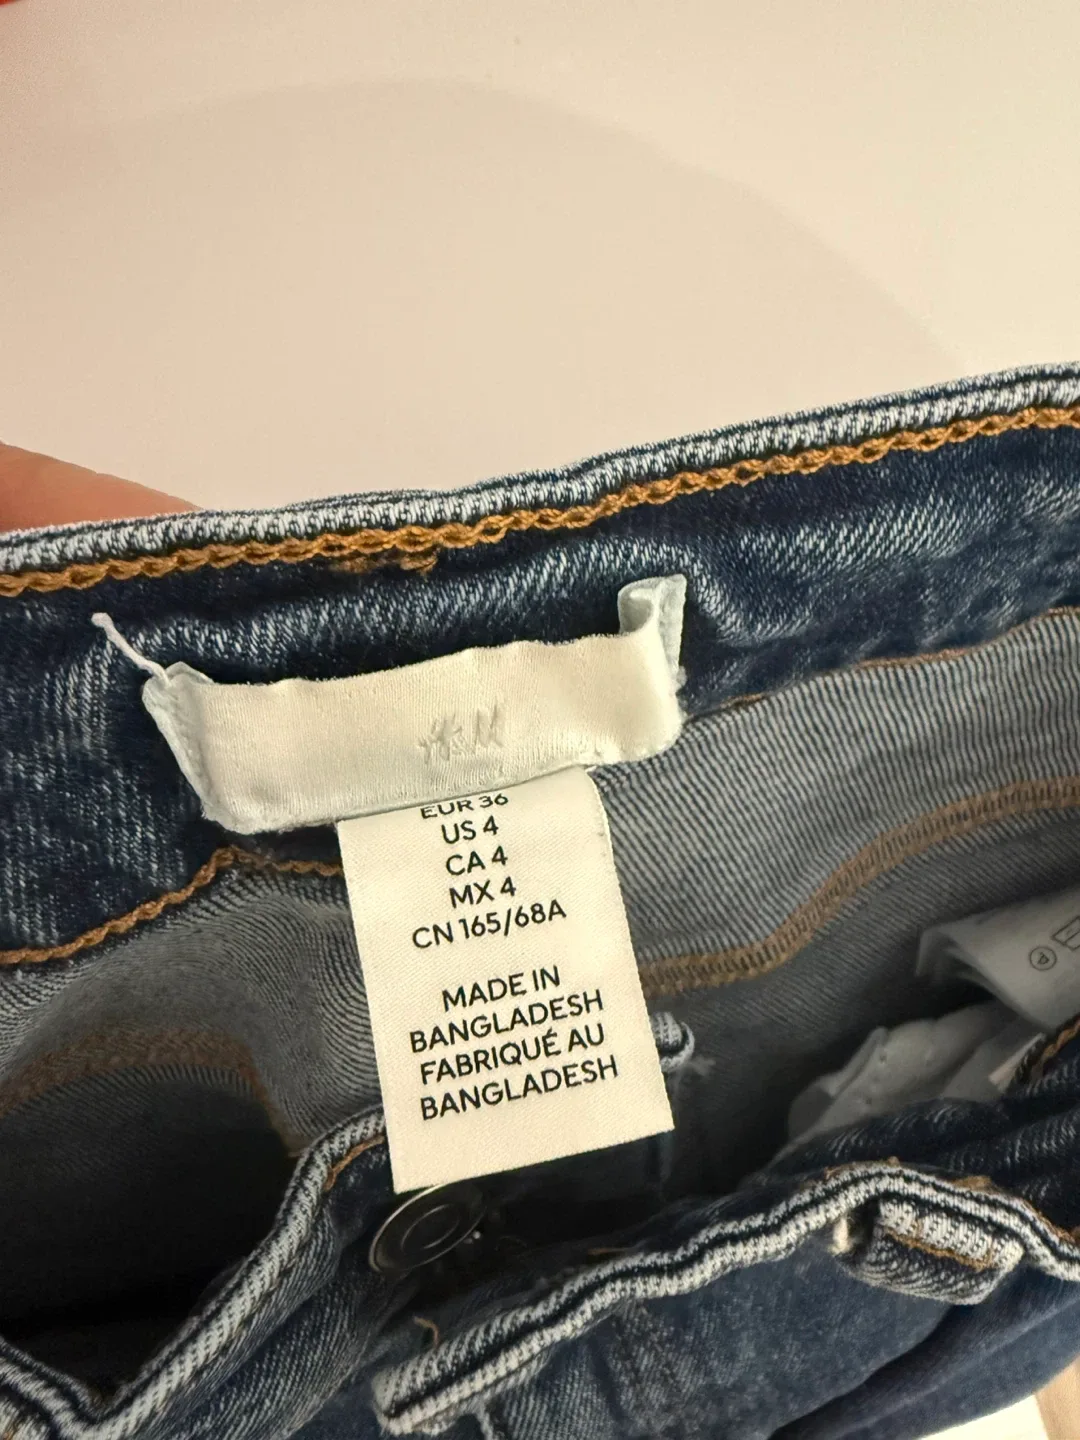 H&M
EUR 36
US 4
CA 4
MX 4
CN 165/68A
MADE IN
BANGLADESH
FABRIQUÉ AU
BANGLADESH
P